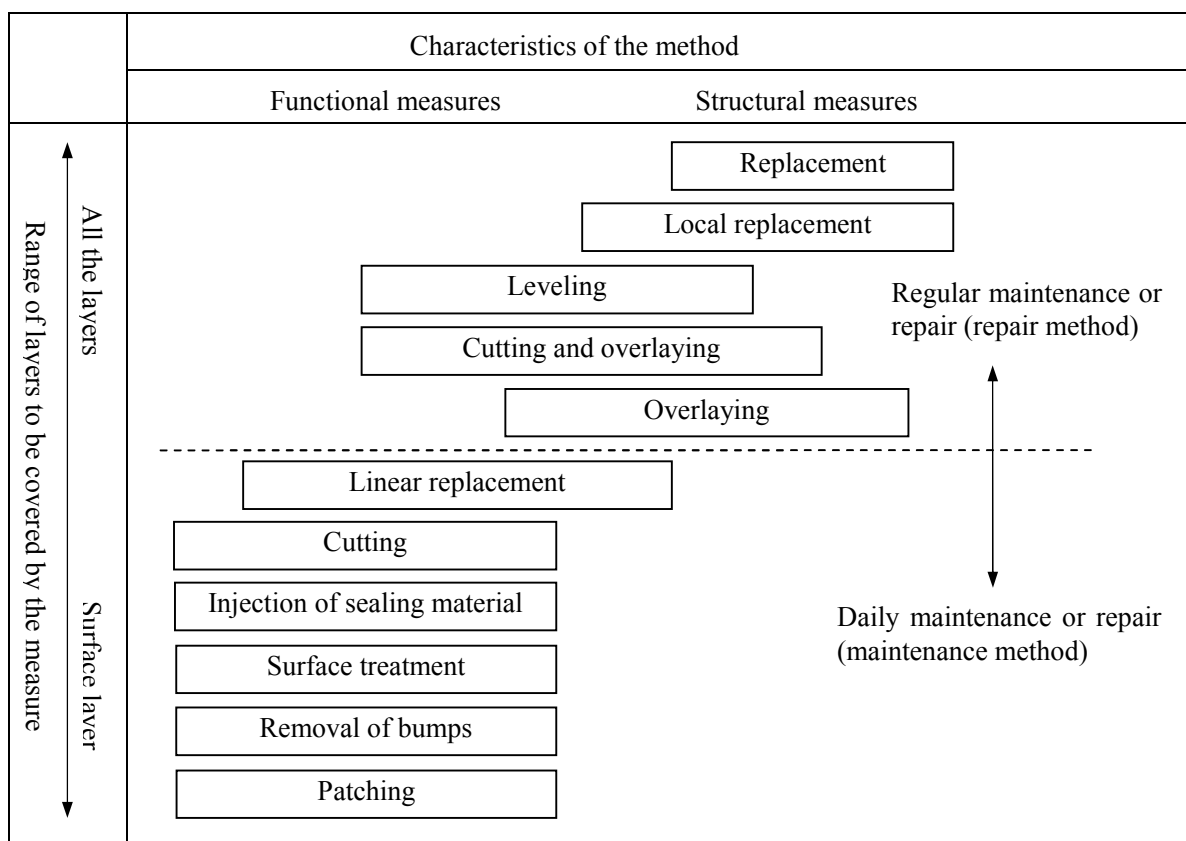 Characteristics of the method
Functional measures
Structural measures
Range of layers to be covered by the measure
All the layers
Surface laver
Replacement
Local replacement
Leveling
Cutting and overlaying
Overlaying
Linear replacement
Cutting
Injection of sealing material
Surface treatment
Removal of bumps
Patching
Regular maintenance or
repair (repair method)
Daily maintenance or repair
(maintenance method)